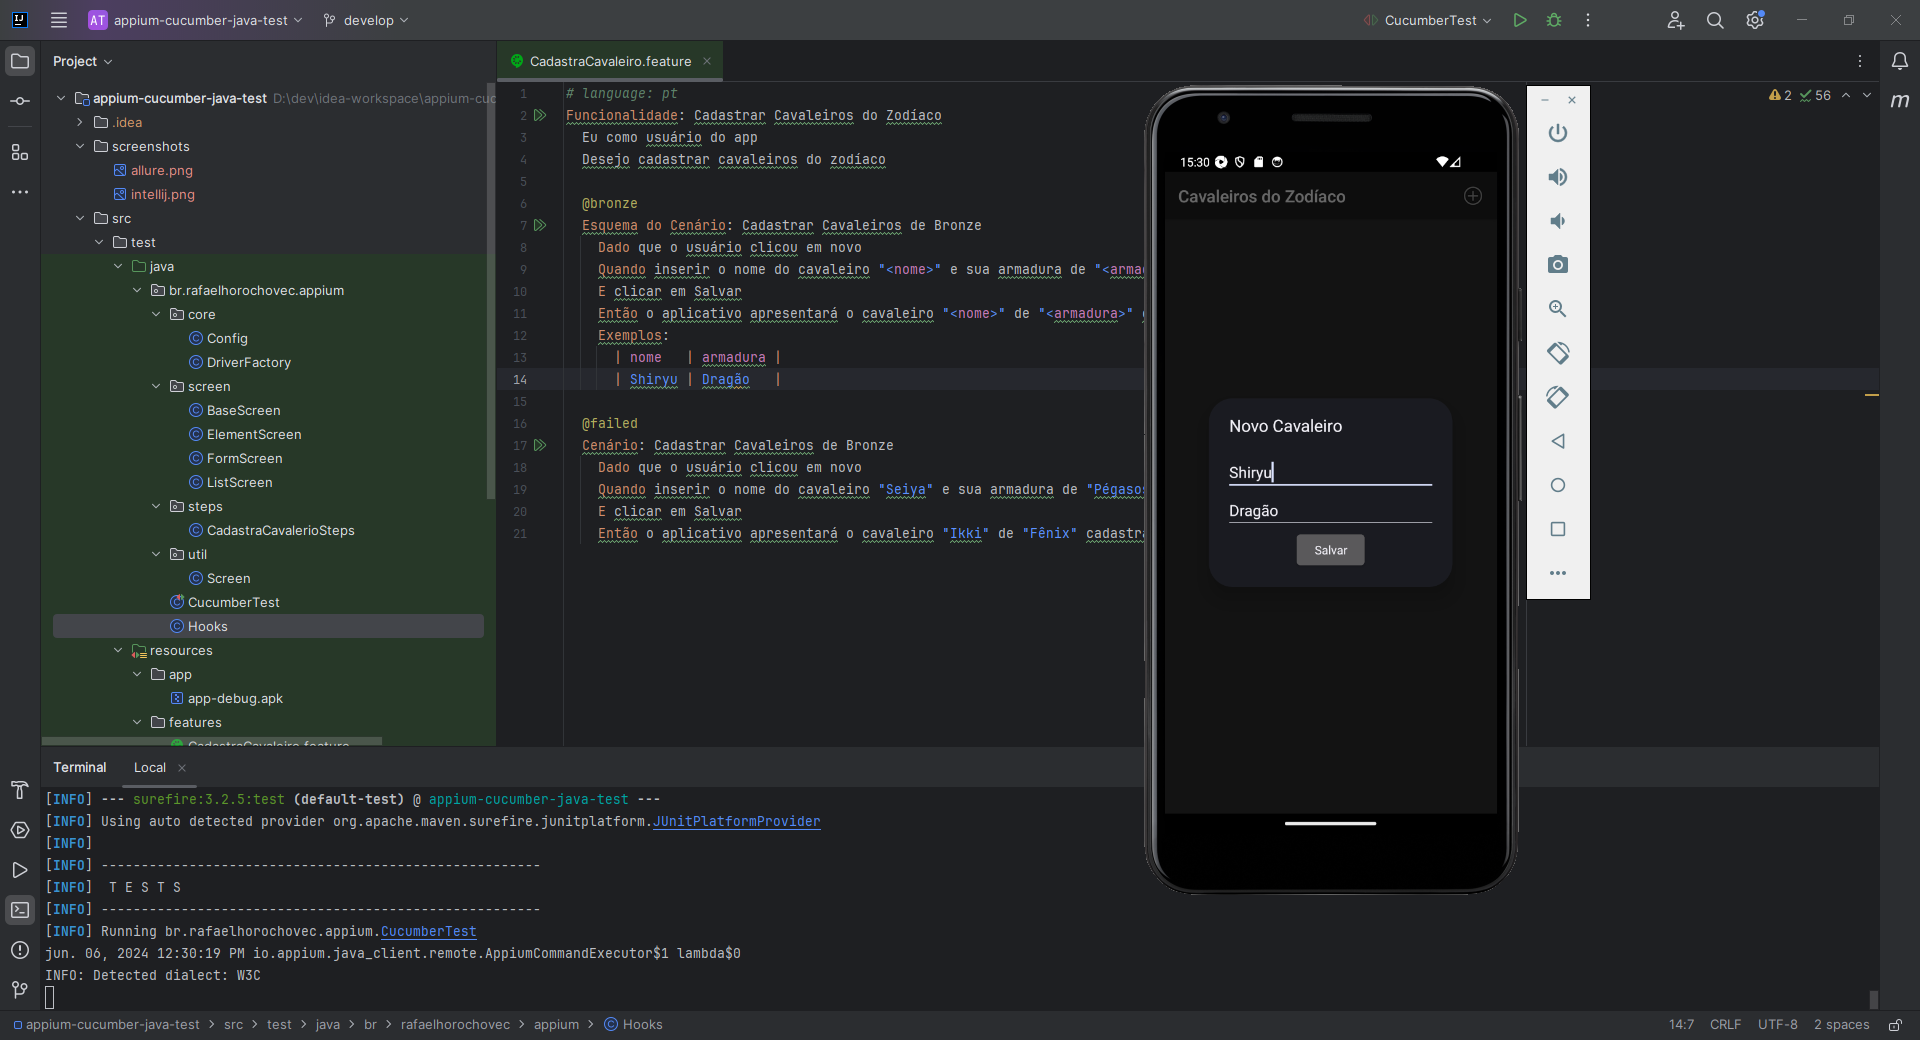 AT appium-cucumber-java-test develop CucumberTest
Project
appium-cucumber-java-test D:\dev\idea-workspace\appium-cuc
.idea
screenshots
allure.png
intellij.png
src
test
java
br.rafaelhorochovec.appium
core
Config
DriverFactory
screen
BaseScreen
ElementScreen
FormScreen
ListScreen
steps
CadastraCavalerioSteps
util
Screen
CucumberTest
Hooks
resources
app
app-debug.apk
features
CadastraCavaleiro.feature
CadastraCavaleiro.feature
2 56
1 # language: pt
2 Funcionalidade: Cadastrar Cavaleiros do Zodíaco
3 Eu como usuário do app
4 Desejo cadastrar cavaleiros do zodíaco
5
6 @bronze
7 Esquema do Cenário: Cadastrar Cavaleiros de Bronze
8 Dado que o usuário clicou em novo
9 Quando inserir o nome do cavaleiro "<nome>" e sua armadura de "<arma
10 E clicar em Salvar
11 Então o aplicativo apresentará o cavaleiro "<nome>" de "<armadura>"
12 Exemplos:
13 | nome | armadura |
14 | Shiryu | Dragão |
15
16 @failed
17 Cenário: Cadastrar Cavaleiros de Bronze
18 Dado que o usuário clicou em novo
19 Quando inserir o nome do cavaleiro "Seiya" e sua armadura de "Pégasos
20 E clicar em Salvar
21 Então o aplicativo apresentará o cavaleiro "Ikki" de "Fênix" cadastra
15:30
Cavaleiros do Zodíaco
Novo Cavaleiro
Shiryu
Dragão
Salvar
m
Terminal Local
[INFO] --- surefire:3.2.5:test (default-test) @ appium-cucumber-java-test ---
[INFO] Using auto detected provider org.apache.maven.surefire.junitplatform.JUnitPlatformProvider
[INFO]
[INFO] -------------------------------------------------------
[INFO] T E S T S
[INFO] -------------------------------------------------------
[INFO] Running br.rafaelhorochovec.appium.CucumberTest
jun. 06, 2024 12:30:19 PM io.appium.java_client.remote.AppiumCommandExecutor$1 lambda$0
INFO: Detected dialect: W3C
appium-cucumber-java-test > src > test > java > br > rafaelhorochovec > appium > Hooks
14:7 CRLF UTF-8 2 spaces